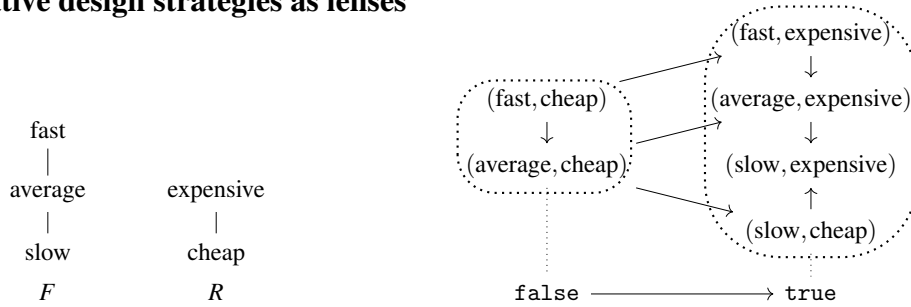 tive design strategies as lenses
(fast, expensive)
(fast, cheap)
(average, expensive)
fast
(average, cheap)
(slow, expensive)
average
expensive
(slow, cheap)
slow
cheap
F
R
false
true